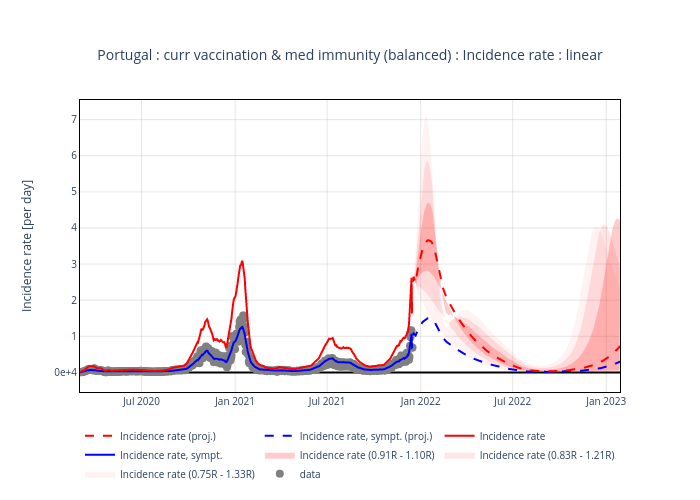 Portugal : curr vaccination & med immunity (balanced) : Incidence rate : linear
Incidence rate [per day]
7
6
5
4
3
2
1
0e+4
Jul 2020
Jan 2021
Jul 2021
Jan 2022
Jul 2022
Jan 2023
Incidence rate (proj.)
Incidence rate, sympt. (proj.)
Incidence rate
Incidence rate, sympt.
Incidence rate (0.91R - 1.10R)
Incidence rate (0.83R - 1.21R)
Incidence rate (0.75R - 1.33R)
data